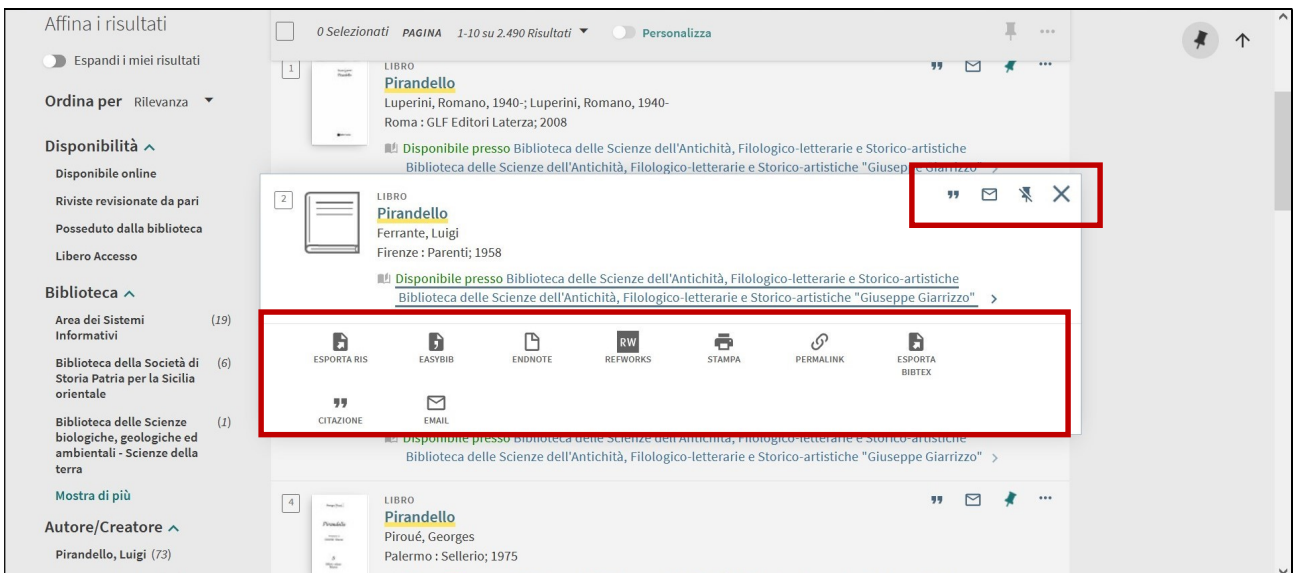 Affina i risultati
Espandi i miei risultati
Ordina per Rilevanza
Disponibilità
Disponibile online
Riviste revisionate da pari
Posseduto dalla biblioteca
Libero Accesso
Biblioteca
Area dei Sistemi (19)
Informativi
Biblioteca della Società di (6)
Storia Patria per la Sicilia
orientale
Biblioteca delle Scienze (1)
biologiche, geologiche ed
ambientali - Scienze della
terra
Mostra di più
Autore/Creatore
Pirandello, Luigi (73)
0 Selezionati PAGINA 1-10 su 2.490 Risultati Personalizza
1
LIBRO
Pirandello
Luperini, Romano, 1940-; Luperini, Romano, 1940-
Roma : GLF Editori Laterza; 2008
Disponibile presso Biblioteca delle Scienze dell'Antichità, Filologico-letterarie e Storico-artistiche
Biblioteca delle Scienze dell'Antichità, Filologico-letterarie e Storico-artistiche "Giuseppe Giarrizzo"
2
LIBRO
Pirandello
Ferrante, Luigi
Firenze : Parenti; 1958
Disponibile presso Biblioteca delle Scienze dell'Antichità, Filologico-letterarie e Storico-artistiche
Biblioteca delle Scienze dell'Antichità, Filologico-letterarie e Storico-artistiche "Giuseppe Giarrizzo"
ESPORTA RIS EASYBIB ENDNOTE RW REFWORKS STAMPA PERMALINK ESPORTA
BIBTEX
CITAZIONE EMAIL
Disponibile presso Biblioteca delle Scienze dell'Antichità, Filologico-letterarie e Storico-artistiche
Biblioteca delle Scienze dell'Antichità, Filologico-letterarie e Storico-artistiche "Giuseppe Giarrizzo"
4
LIBRO
Pirandello
Piroué, Georges
Palermo : Sellerio; 1975